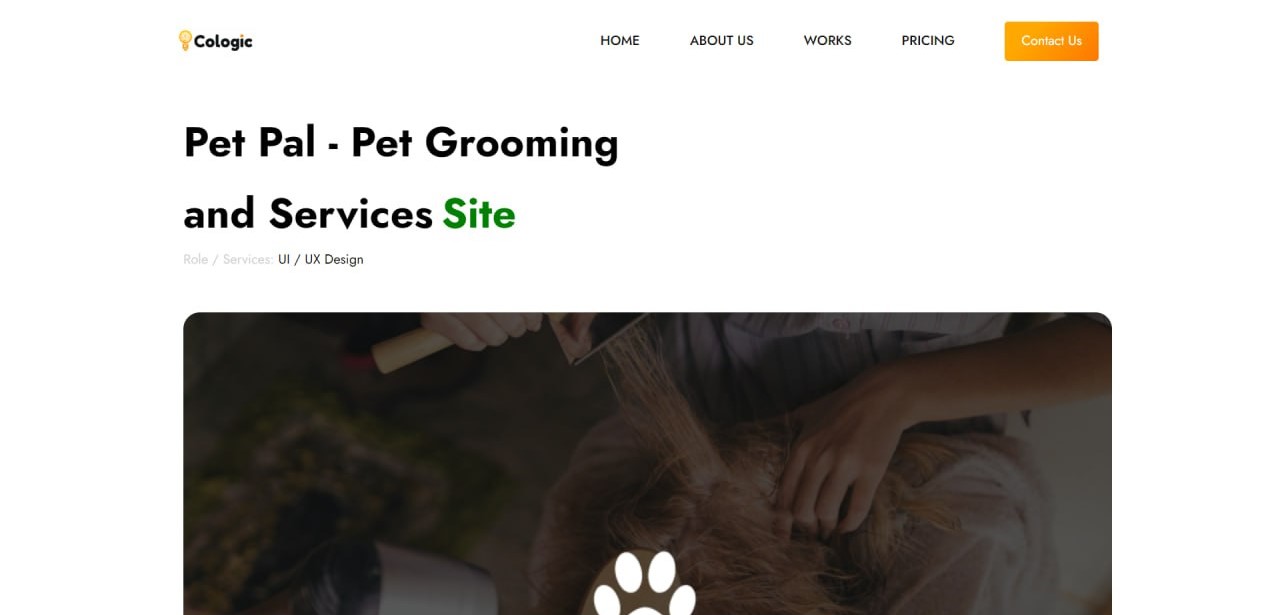 Cologic
HOME
ABOUT US
WORKS
PRICING
Contact Us
Pet Pal - Pet Grooming
and Services Site
Role / Services: UI / UX Design